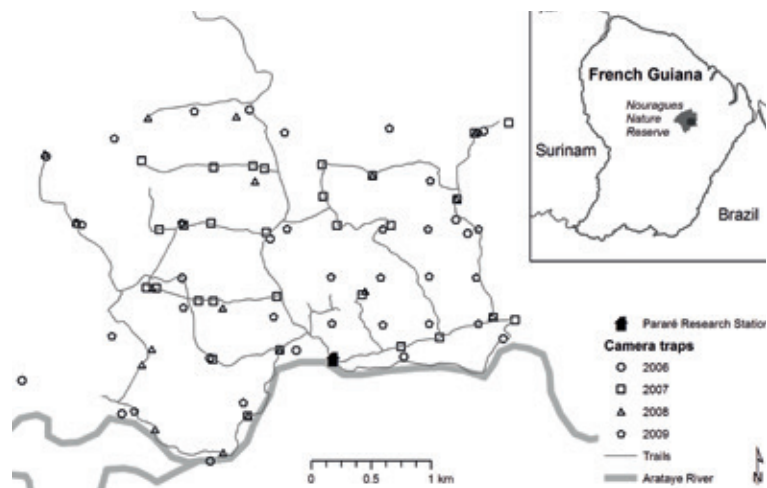 French Guiana
Nouragues
Nature
Reserve
Surinam
Brazil
Pararé Research Station
Camera traps
2006
2007
2008
2009
Trails
Arataye River
0 0.5 1 km